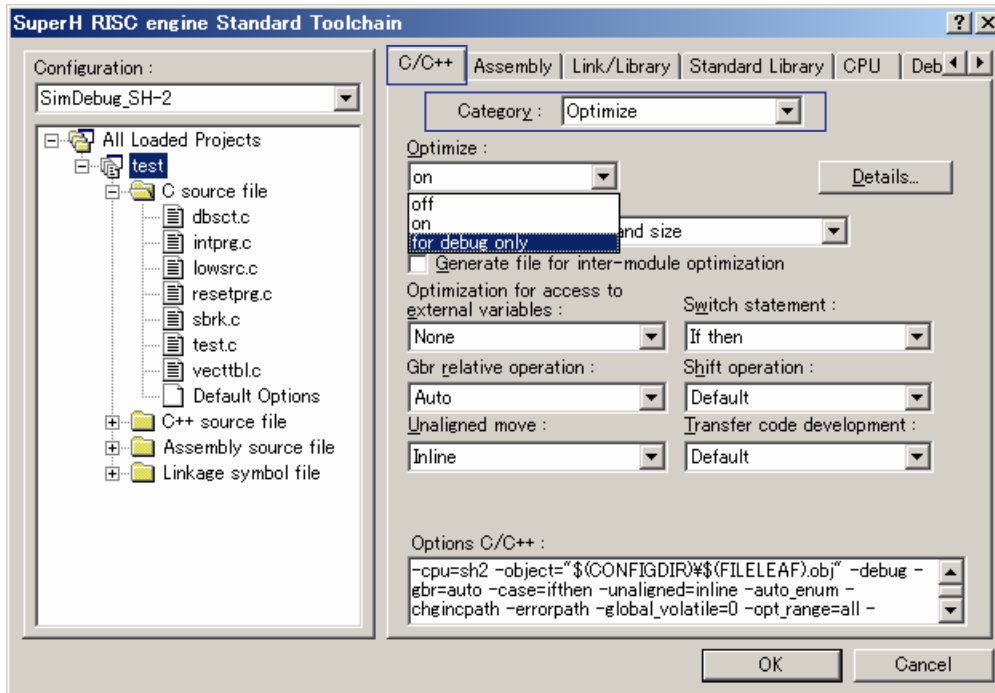 SuperH RISC engine Standard Toolchain
Configuration :
SimDebug_SH-2
All Loaded Projects
test
C source file
dbsct.c
intprg.c
lowsrc.c
resetprg.c
sbrk.c
test.c
vecttbl.c
Default Options
C++ source file
Assembly source file
Linkage symbol file
C/C++ Assembly Link/Library Standard Library CPU Deb
Category : Optimize
Optimize :
on
Details...
off
on
for debug only
and size
Generate file for inter-module optimization
Optimization for access to
external variables :
None
Switch statement :
If then
Gbr relative operation :
Auto
Shift operation :
Default
Unaligned move :
Inline
Transfer code development :
Default
Options C/C++ :
-cpu=sh2 -object="$(CONFIGDIR)¥$(FILELEAF).obj" -debug -
gbr=auto -case=ifthen -unaligned=inline -auto_enum -
chgincpath -errorpath -global_volatile=0 -opt_range=all -
OK Cancel